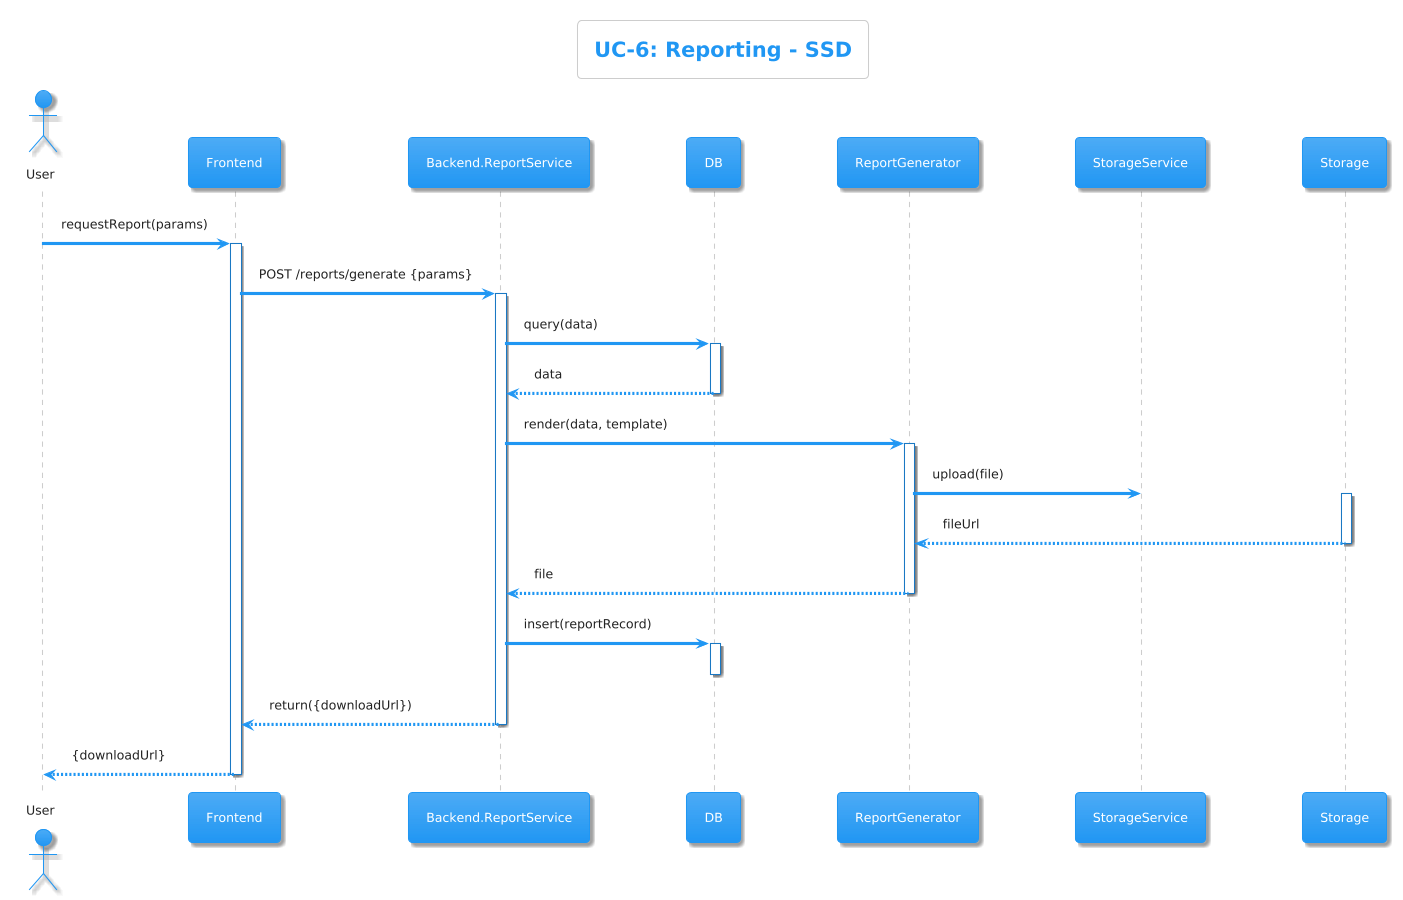 UC-6: Reporting - SSD
User
Frontend
Backend.ReportService
DB
ReportGenerator
StorageService
Storage
requestReport(params)
POST /reports/generate {params}
query(data)
data
render(data, template)
upload(file)
fileUrl
file
insert(reportRecord)
return({downloadUrl})
{downloadUrl}
User
Frontend
Backend.ReportService
DB
ReportGenerator
StorageService
Storage